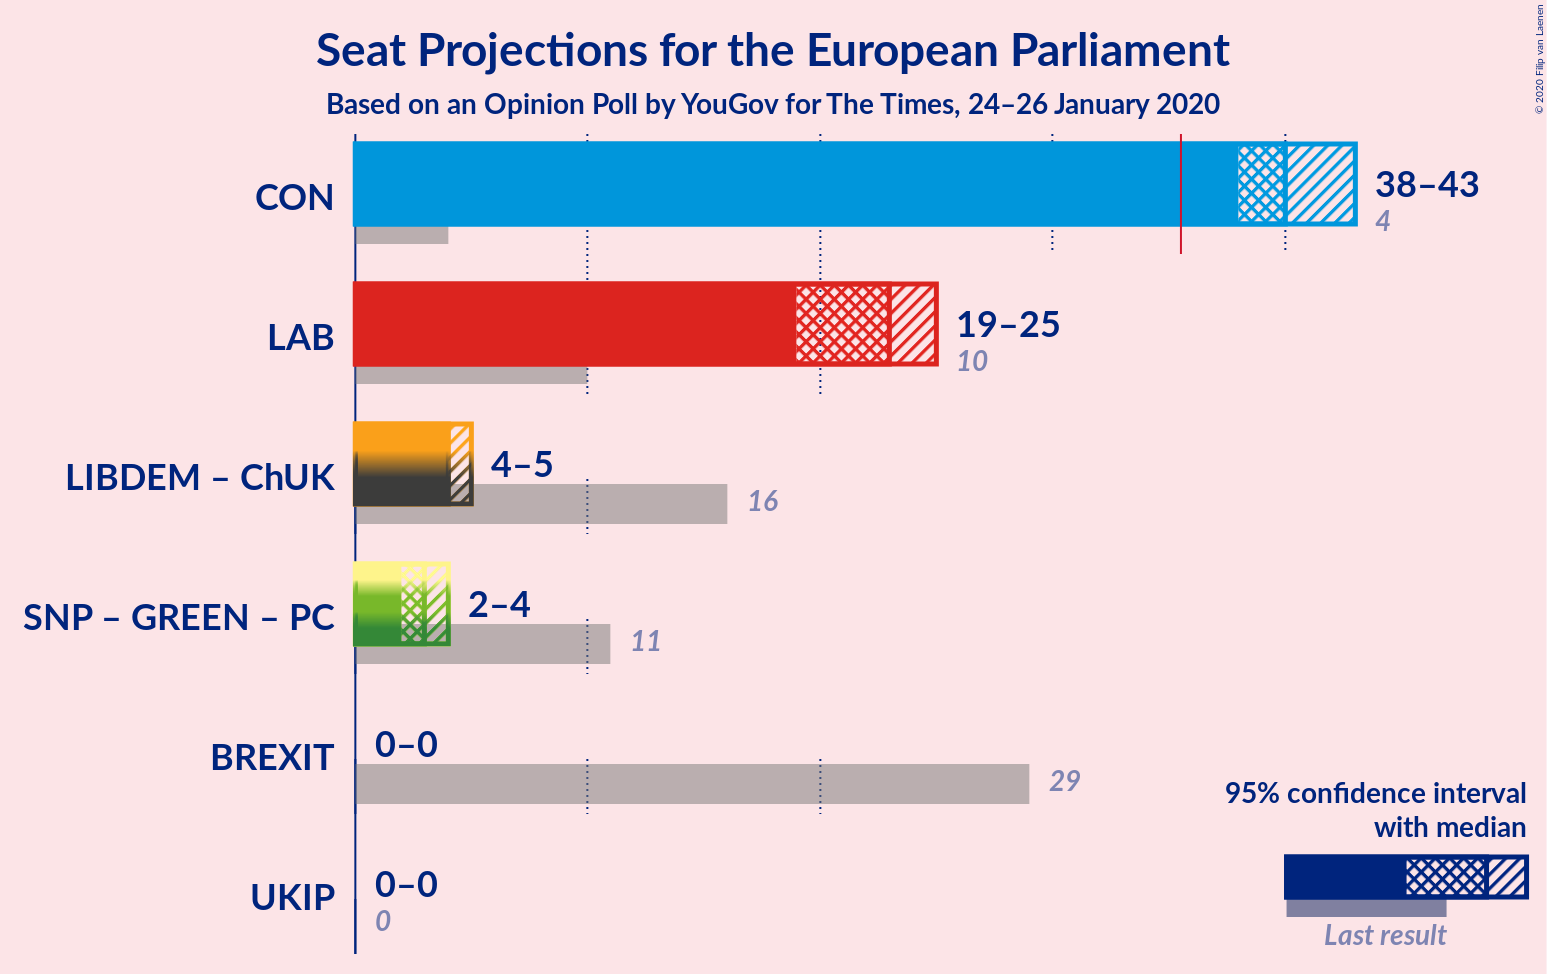 Seat Projections for the European Parliament
Based on an Opinion Poll by YouGov for The Times, 24–26 January 2020
© 2020 Filip van Laenen
CON
38–43
4
LAB
19–25
10
LIBDEM – ChUK
4–5
16
SNP – GREEN – PC
2–4
11
BREXIT
0–0
29
UKIP
0–0
0
95% confidence interval
with median
Last result